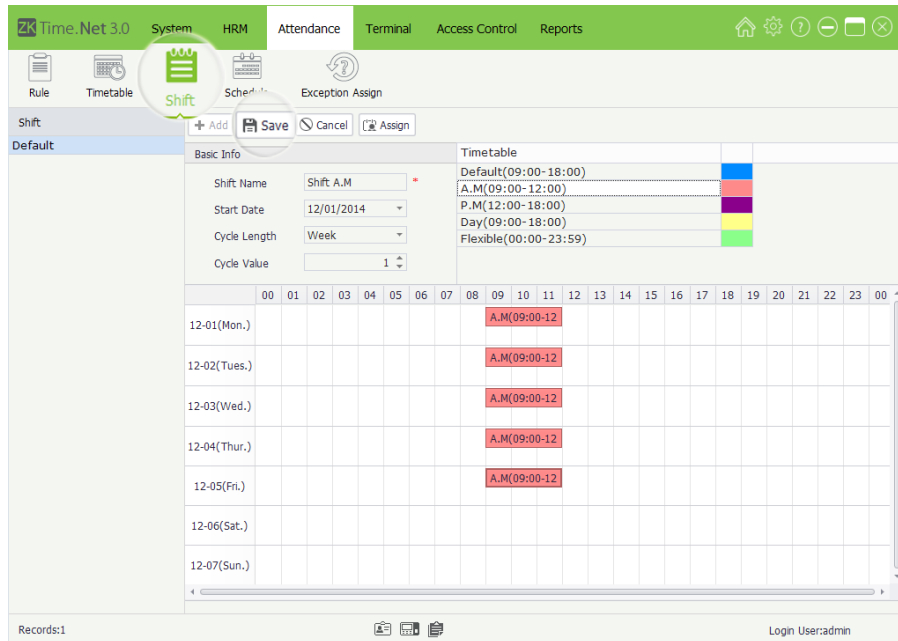 ZK Time.Net 3.0 System HRM Attendance Terminal Access Control Reports
Rule Timetable Shift Exception Assign
Shift
Default
Add Save Cancel Assign
Basic Info
Shift Name Shift A.M *
Start Date 12/01/2014
Cycle Length Week
Cycle Value 1
Timetable
Default(09:00-18:00)
A.M(09:00-12:00)
P.M(12:00-18:00)
Day(09:00-18:00)
Flexible(00:00-23:59)
00 01 02 03 04 05 06 07 08 09 10 11 12 13 14 15 16 17 18 19 20 21 22 23 00
12-01(Mon.) A.M(09:00-12
12-02(Tues.) A.M(09:00-12
12-03(Wed.) A.M(09:00-12
12-04(Thur.) A.M(09:00-12
12-05(Fri.) A.M(09:00-12
12-06(Sat.)
12-07(Sun.)
Records:1 Login User:admin